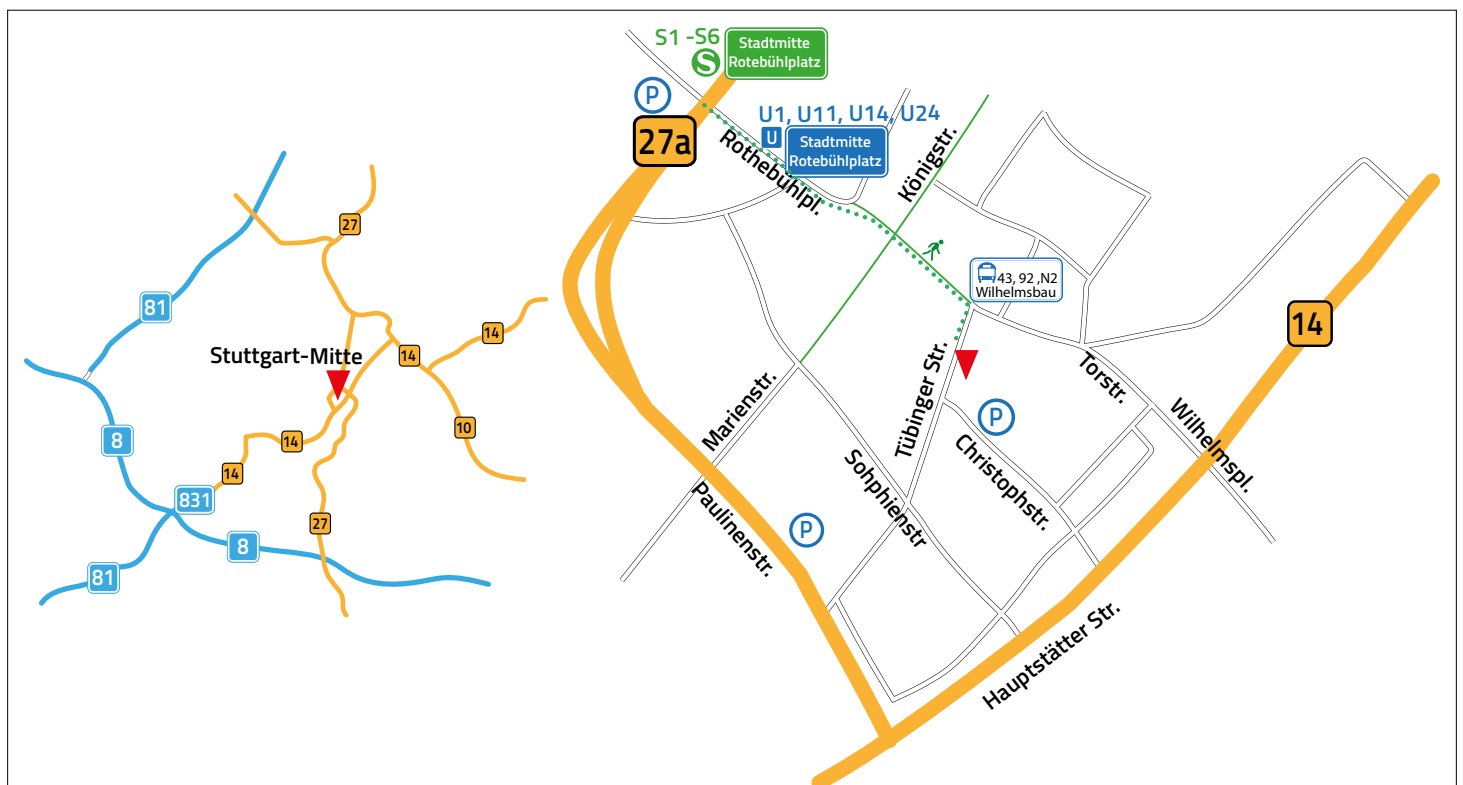 27
81
14
14
Stuttgart-Mitte
10
8
14
14
831
27
8
81
S1 -S6
S
Stadtmitte
Rotebühlplatz
P
27a
U1, U11, U14, U24
U
Stadtmitte
Rotebühlplatz
Rothebühlpl.
Königstr.
43, 92 ,N2
Wilhelmsbau
14
Tübinger Str.
Torstr.
Marienstr.
P
Wilhelmspl.
Christophstr.
Sohphienstr
Paulinenstr.
P
Hauptstätter Str.